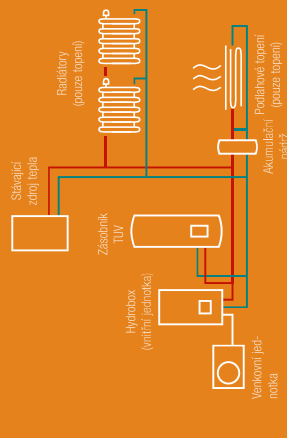 Radiátory
(pouze topení)
Podlahové topení
(pouze topení)
Akumulační
Stávající
zdroj tepla
Zásobník
TUV
Hydrobox
(vnitřní jednotka)
Venkovní jed-
notka